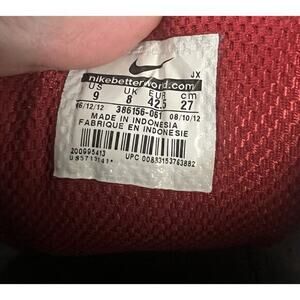 JX
nikebetterworld.com
US UK EUR cm
9 8 42.5 27
06/12/12 386156-061 08/10/12
MADE IN INDONESIA
FABRIQUE EN INDONESIE
200995413
UPC 00883153763882